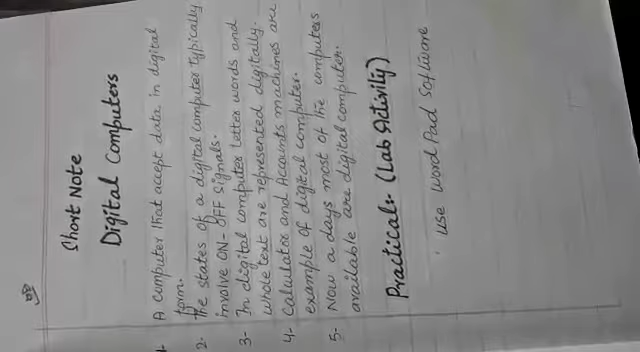 Short Note
Digital Computers
1- A computer that accept data in digital
form.
2- The states of a digital computer typically
involve ON-OFF Signals.
3- In digital computer letter words and
whole text are represented digitally.
4- Calculator and Accounts machines are
example of digital computer.
5- Now a days most of the computers
available are digital computer.
Practical:- (Lab Activity)
Use Word Pad Software